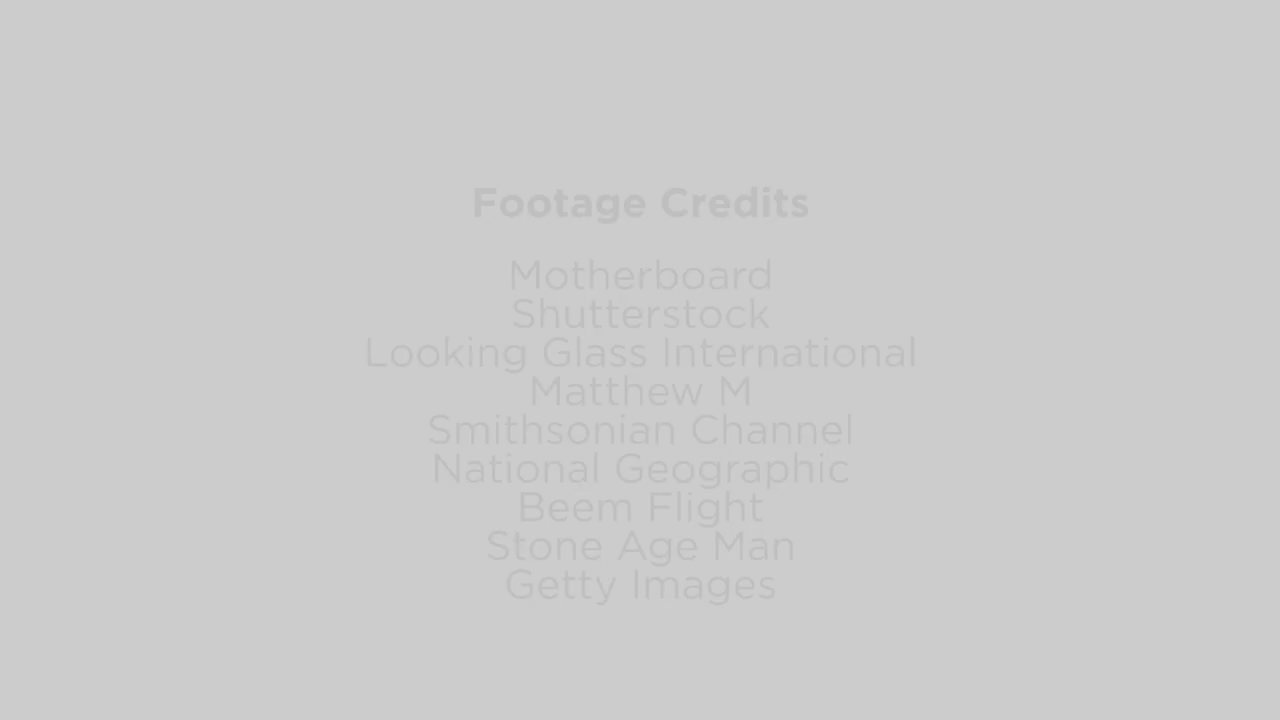 Footage Credits
Motherboard
Shutterstock
Looking Glass International
Matthew M
Smithsonian Channel
National Geographic
Beem Flight
Stone Age Man
Getty Images